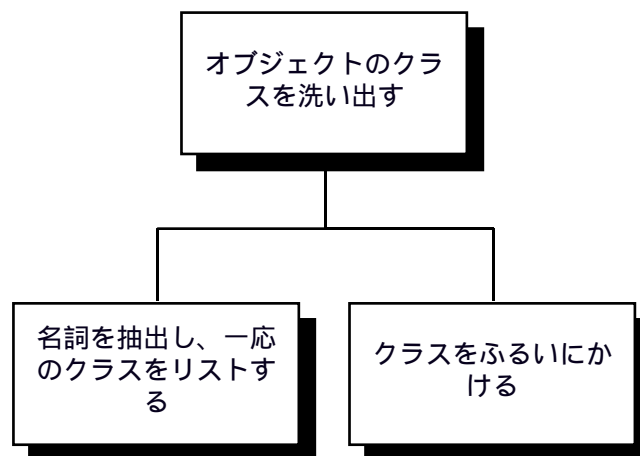 オブジェクトのクラ
スを洗い出す
名詞を抽出し、一応
のクラスをリストす
る
クラスをふるいにか
ける